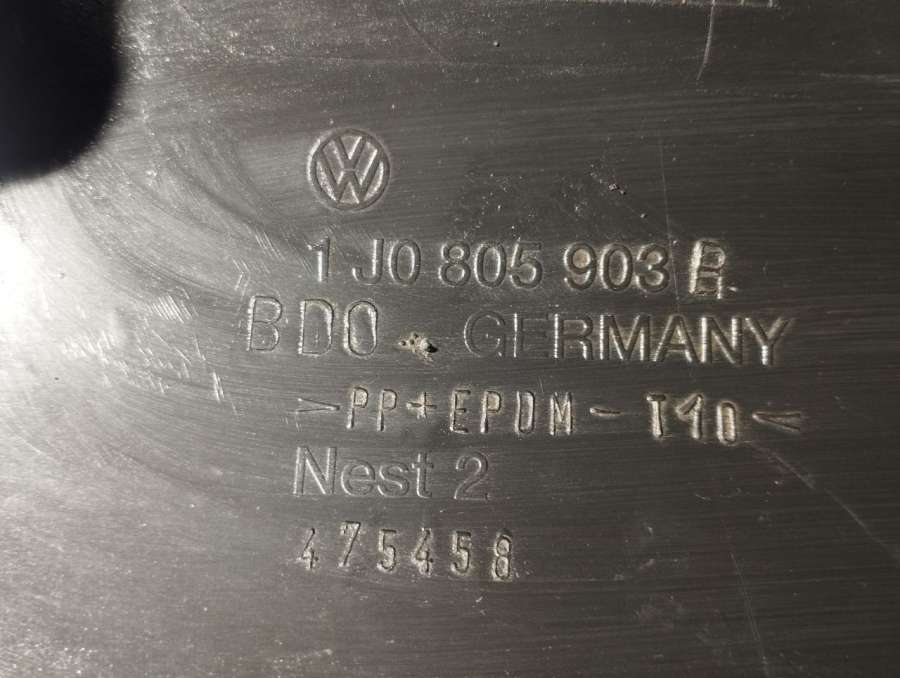 VW
1 J0 805 903 B
BDO GERMANY
>PP+EPDM-T10<
Nest 2
475458